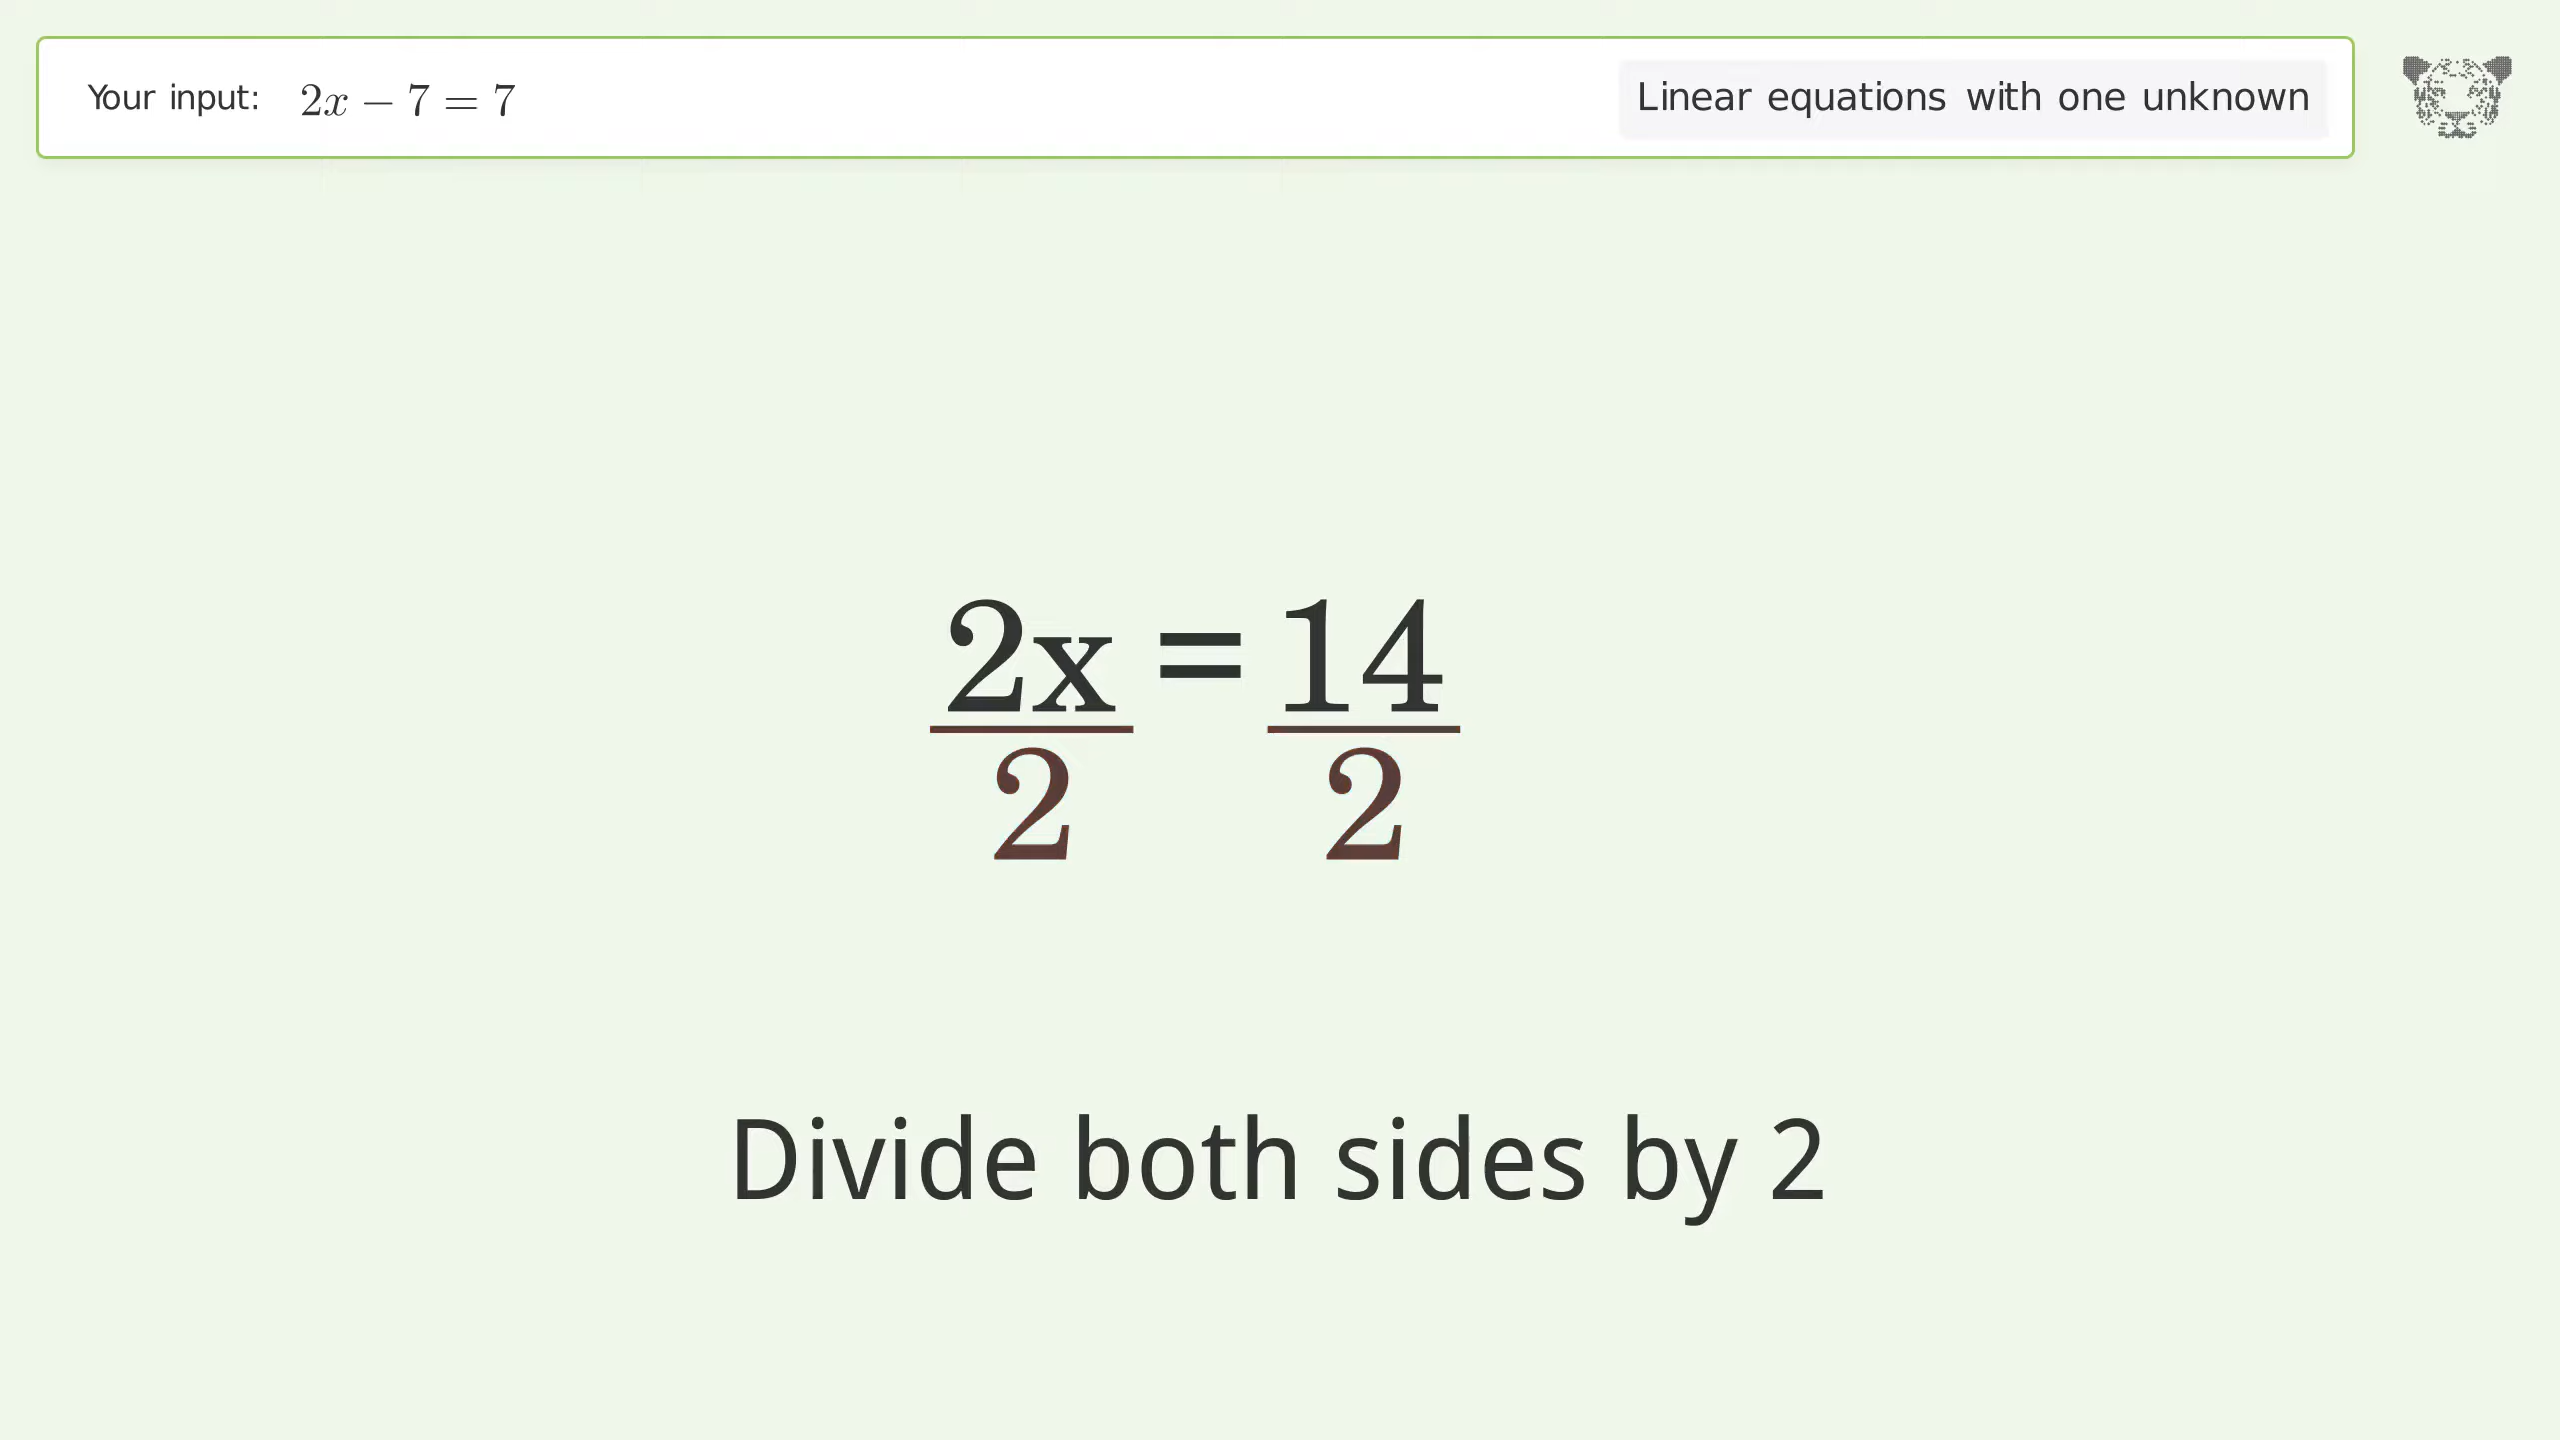 Your input: 2x − 7 = 7
Linear equations with one unknown
2x = 14
2 2
Divide both sides by 2